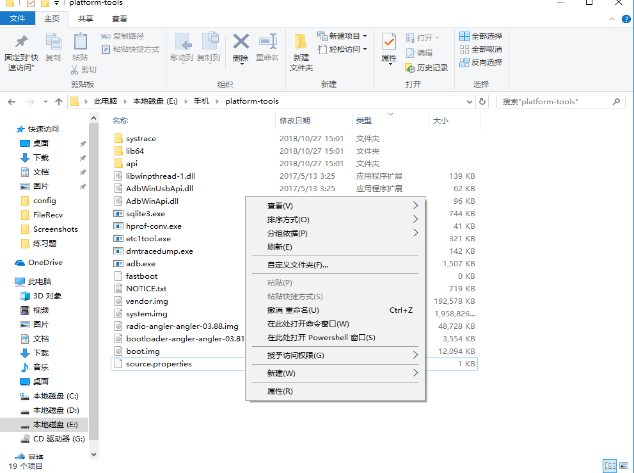 platform-tools
文件 主页 共享 查看
固定到"快速访问" 复制 粘贴 复制路径 粘贴快捷方式 剪切 移动到 复制到 删除 重命名 新建文件夹 新建项目 轻松访问 属性 打开 编辑 历史记录 全部选择 全部取消 反向选择
剪贴板 组织 新建 打开 选择
此电脑 本地磁盘 (E:) 手机 platform-tools 搜索"platform-tools"
名称 修改日期 类型 大小
快速访问
桌面
下载
文档
图片
config
FileRecv
Screenshots
练习题
OneDrive
此电脑
3D 对象
视频
图片
文档
下载
音乐
桌面
本地磁盘 (C:)
本地磁盘 (D:)
本地磁盘 (E:)
CD 驱动器 (G:)
网络
systrace 2018/10/27 15:01 文件夹
lib64 2018/10/27 15:01 文件夹
api 2018/10/27 15:01 文件夹
libwinpthread-1.dll 2017/5/13 3:25 应用程序扩展 139 KB
AdbWinUsbApi.dll 2017/5/13 3:25 应用程序扩展 62 KB
AdbWinApi.dll 96 KB
sqlite3.exe 744 KB
hprof-conv.exe 41 KB
etc1tool.exe 321 KB
dmtracedump.exe 142 KB
adb.exe 1,507 KB
fastboot 0 KB
NOTICE.txt 719 KB
vendor.img 192,578 KB
system.img 1,958,826...
radio-angler-angler-03.88.img 48,728 KB
bootloader-angler-angler-03.81 3,554 KB
boot.img 12,094 KB
source.properties 1 KB
查看(V)
排序方式(O)
分组依据(P)
刷新(E)
自定义文件夹(F)...
粘贴(P)
粘贴快捷方式(S)
撤消 重命名(U) Ctrl+Z
在此处打开命令窗口(W)
在此处打开 Powershell 窗口(S)
授予访问权限(G)
新建(W)
属性(R)
19 个项目